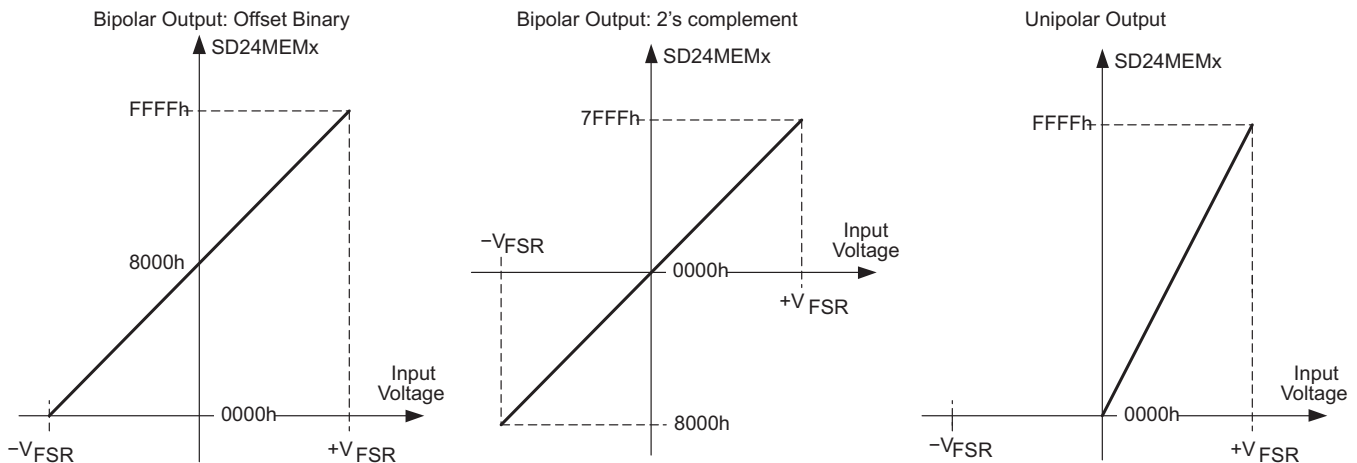 Bipolar Output: Offset Binary
SD24MEMx
FFFFh
8000h
Input
Voltage
0000h
−VFSR
+VFSR
Bipolar Output: 2's complement
SD24MEMx
7FFFh
−VFSR
Input
Voltage
0000h
+VFSR
8000h
Unipolar Output
SD24MEMx
FFFFh
Input
Voltage
0000h
−VFSR
+VFSR